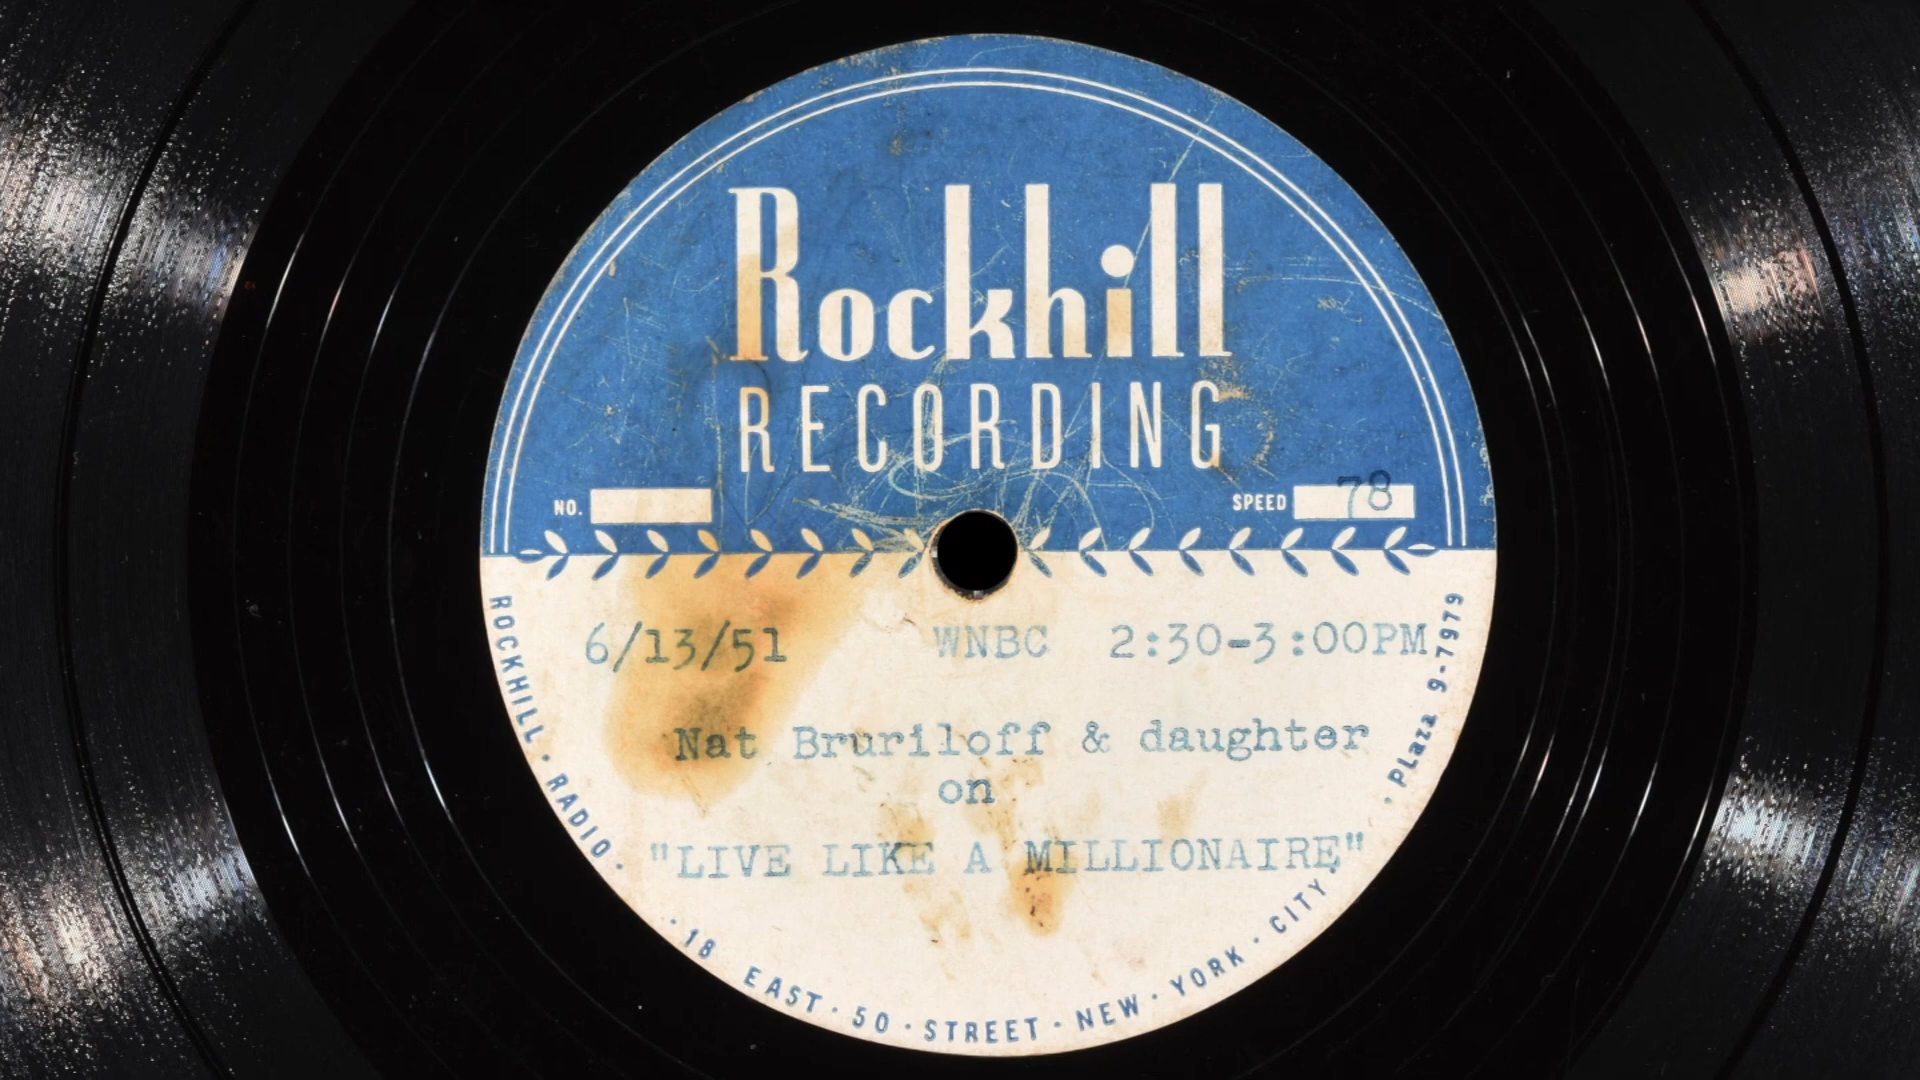 Rockhill
RECORDING
NO.
SPEED 78
6/13/51 WNBC 2:30-3:00PM
Nat Bruriloff & daughter
on
"LIVE LIKE A MILLIONAIRE"
ROCKHILL · RADIO · 18 EAST · 50 · STREET · NEW · YORK · CITY · Plaza 9-7979